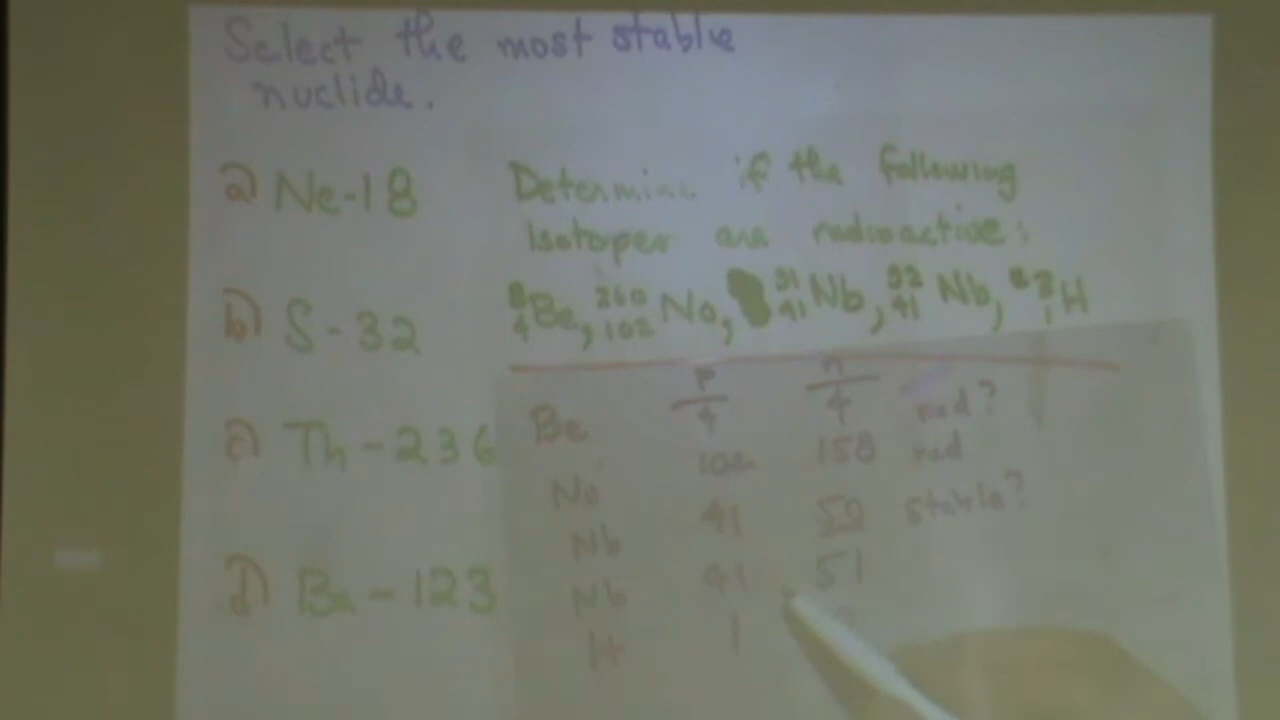 Select the most stable
nuclide.
a) Ne-18
b) S-32
c) Th-236
d) Ba-123
Determine if the following
isotopes are radioactive:
8 4 Be, 260 102 No, 91 41 Nb, 92 41 Nb, 1 H
p n
Be 4 4 rad?
No 102 158 rad
Nb 41 50 stable?
Nb 41 51
H 1